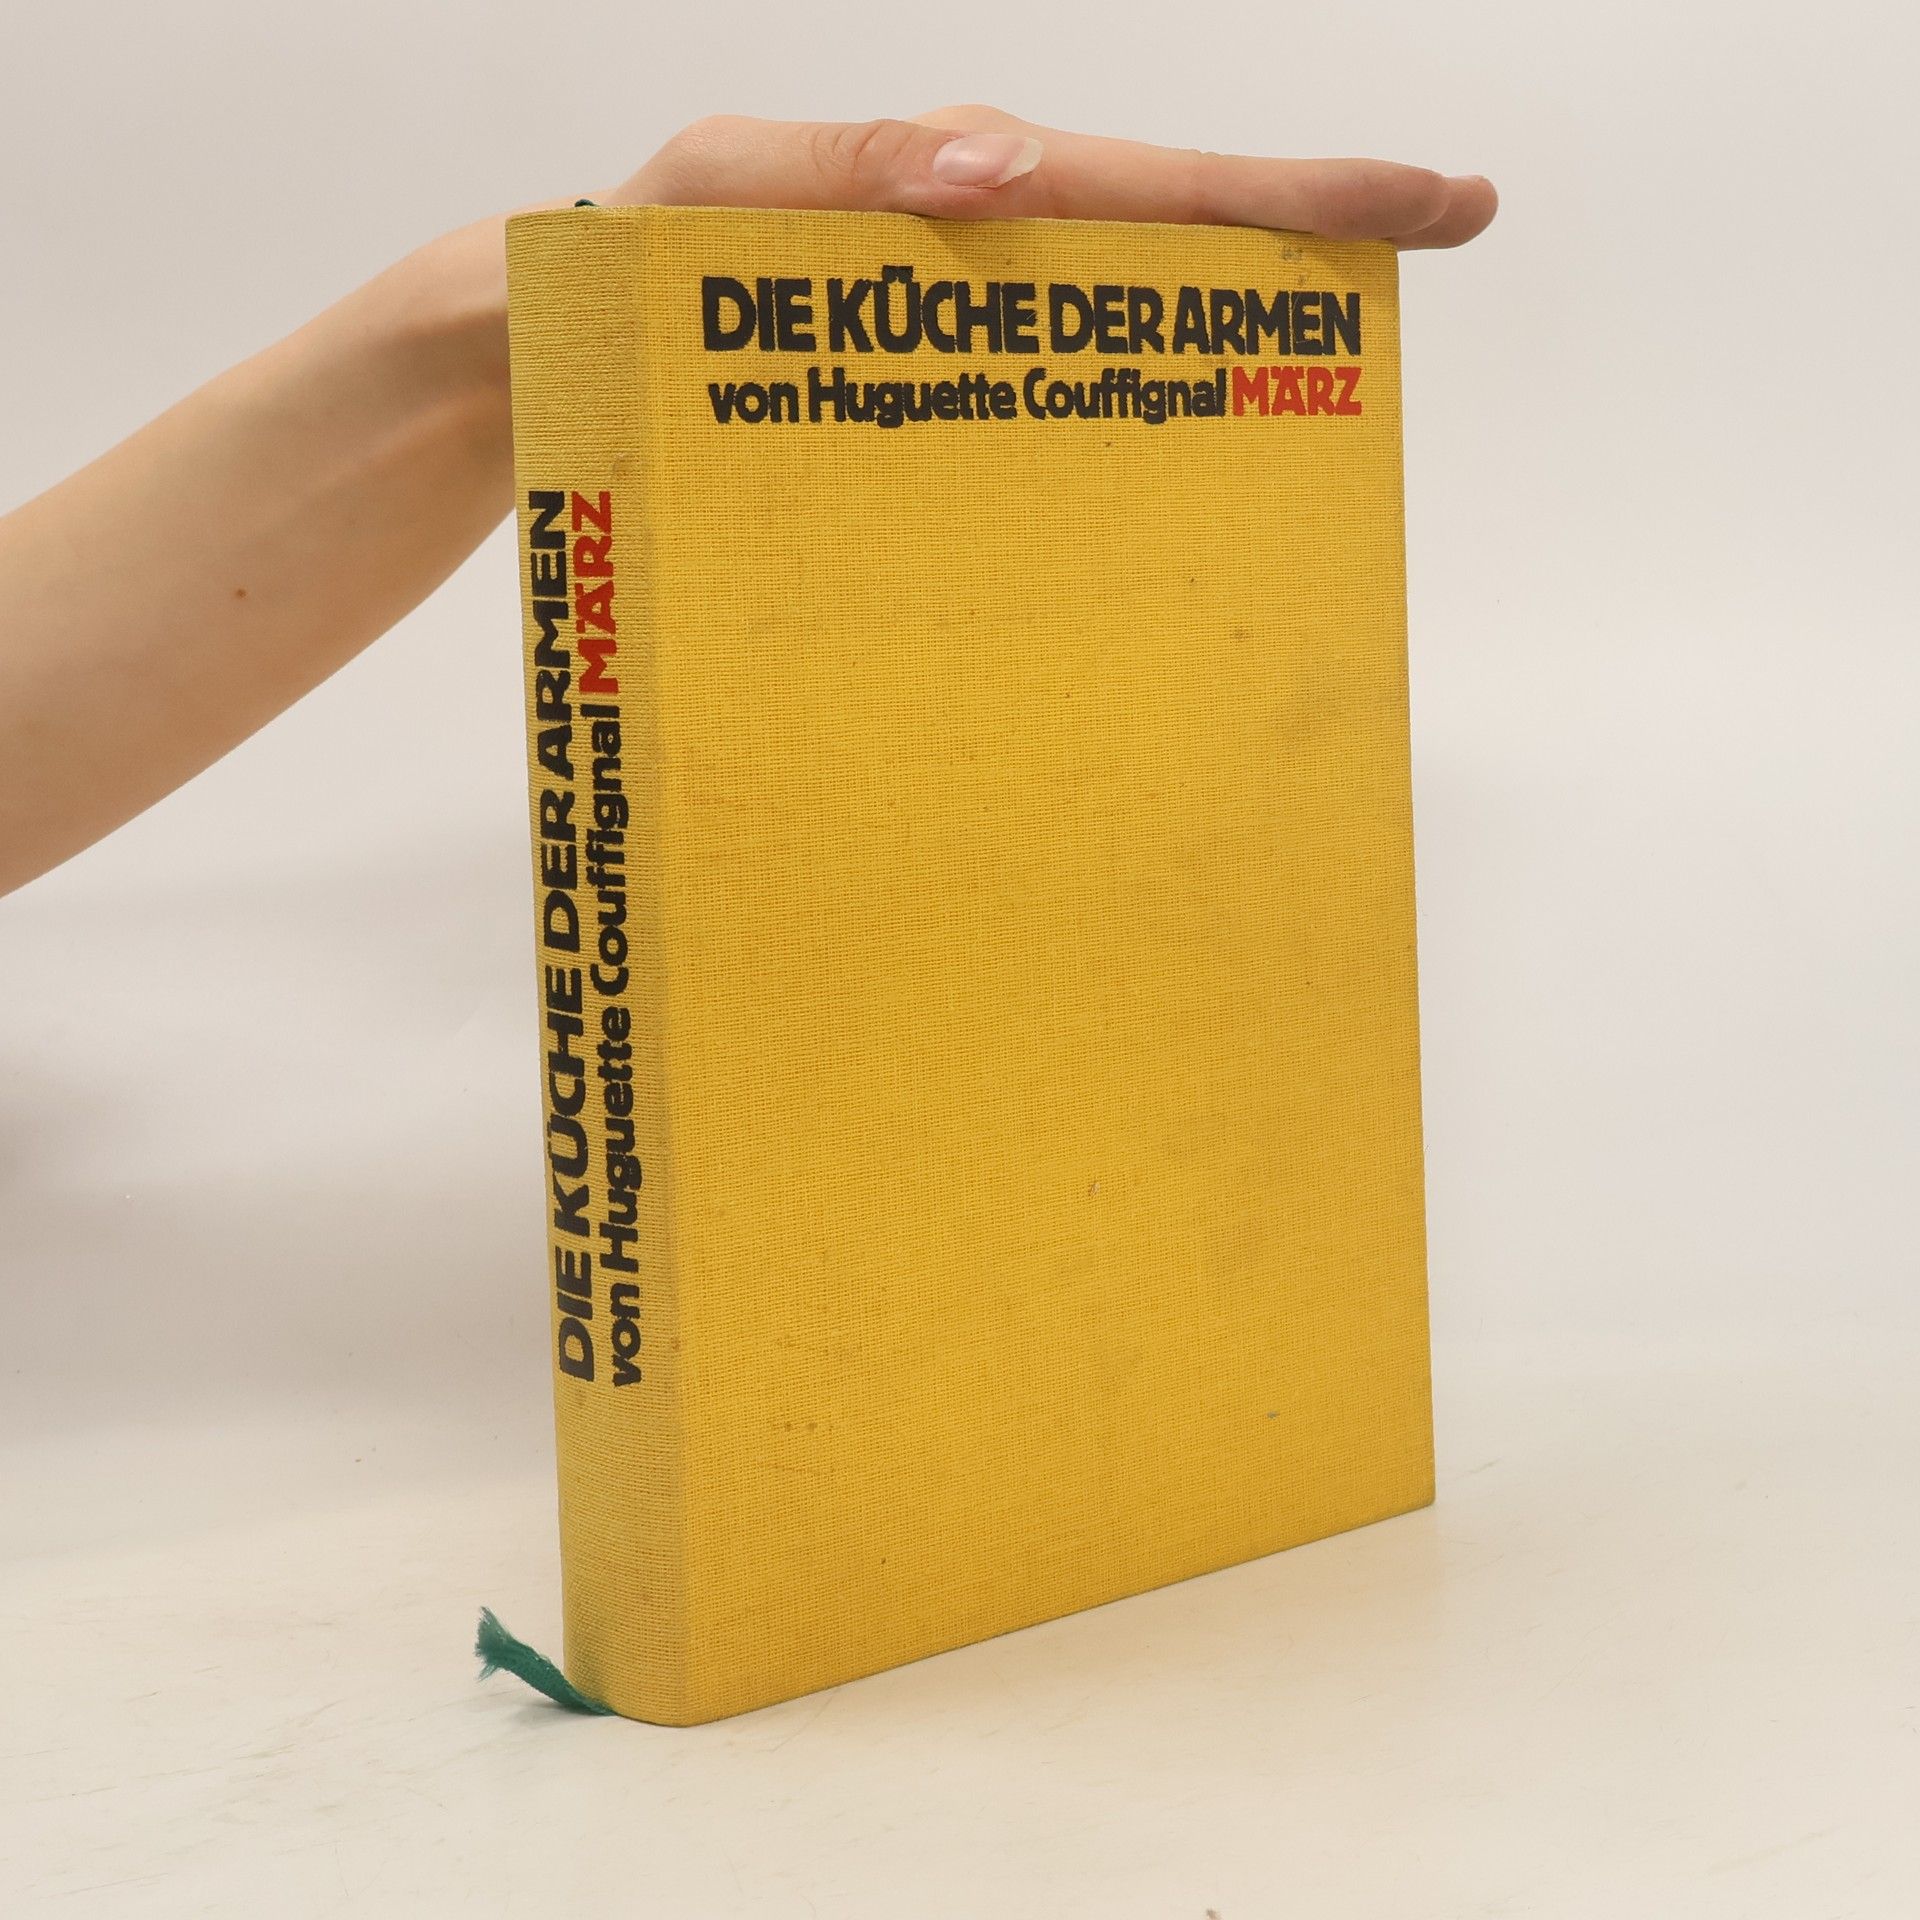 DIE KÜCHE DER ARMEN
von Huguette Couffignal MÄRZ
DIE KÜCHE DER ARMEN
von Huguette Couffignal MÄRZ